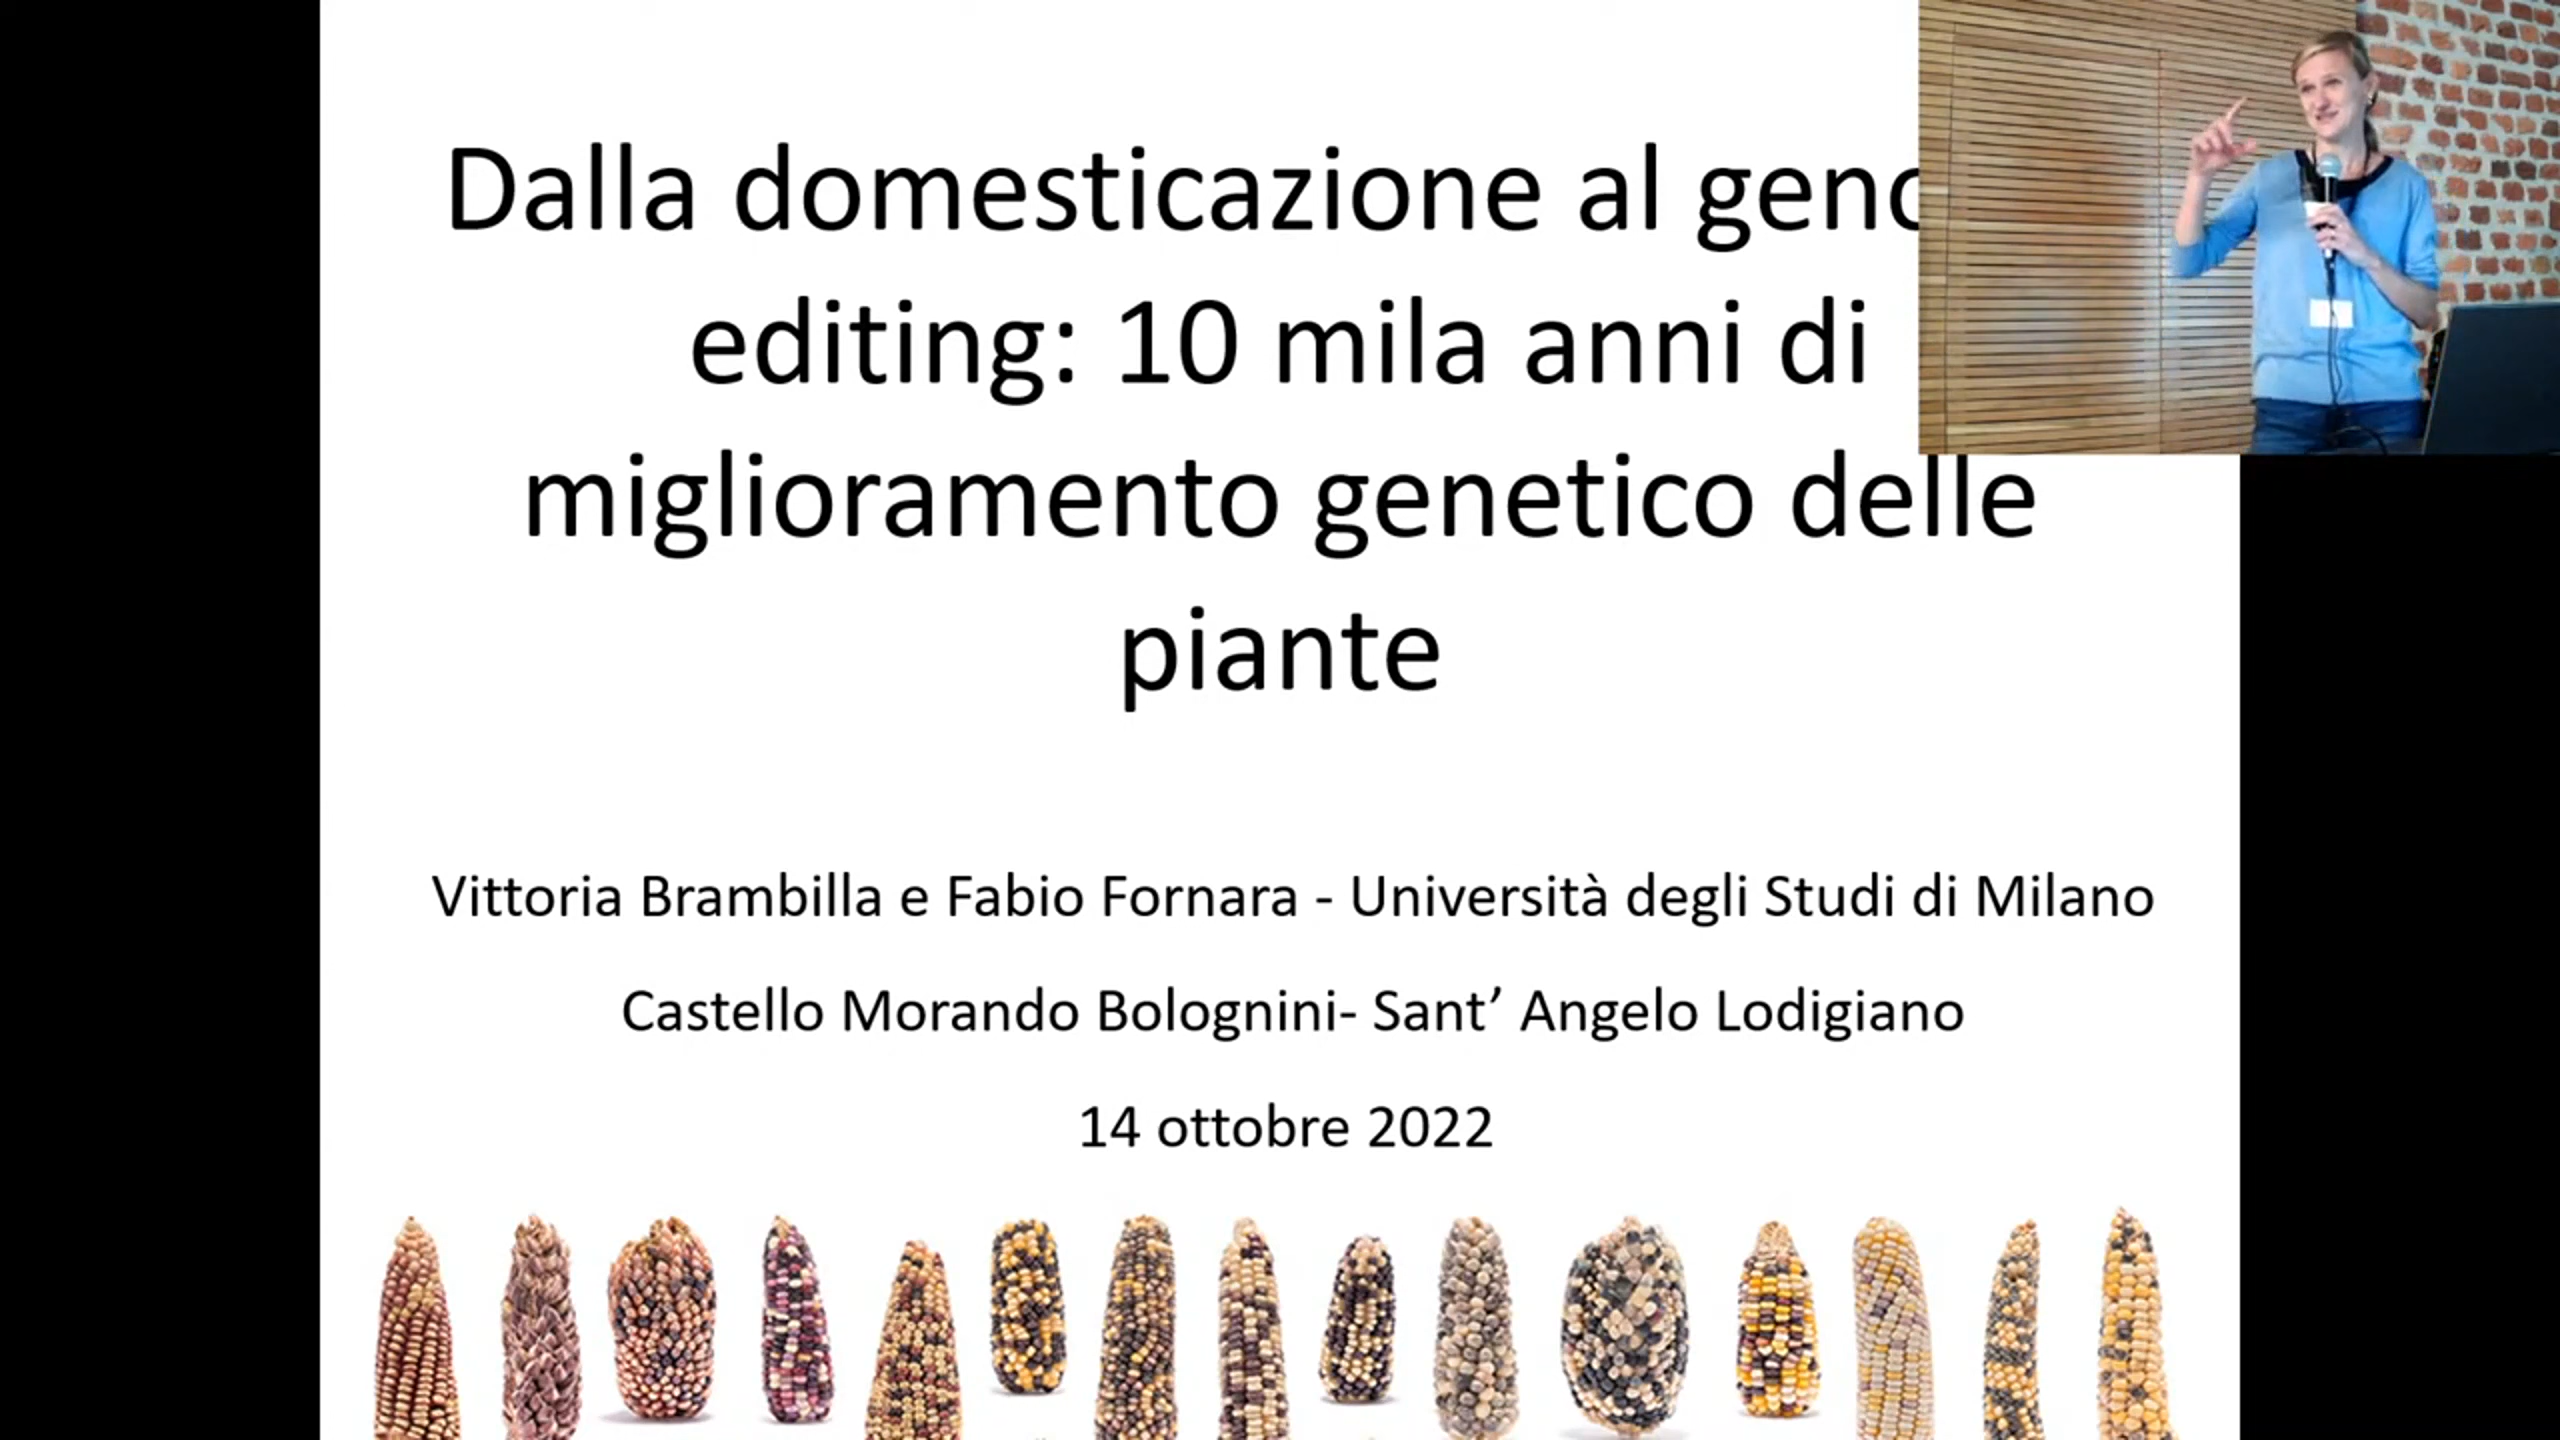 Dalla domesticazione al geno
editing: 10 mila anni di
miglioramento genetico delle
piante
Vittoria Brambilla e Fabio Fornara - Università degli Studi di Milano
Castello Morando Bolognini- Sant’ Angelo Lodigiano
14 ottobre 2022